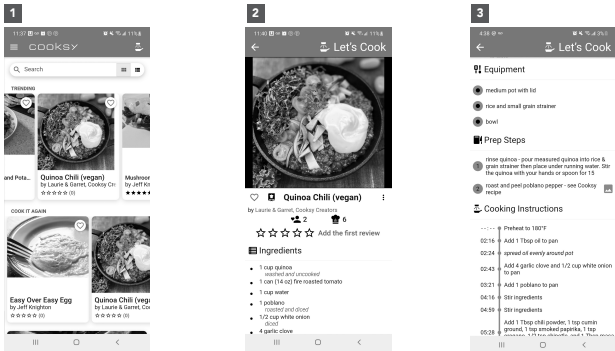 1
11:37
11%
COOKSY
Search
TRENDING
and Pota...
Quinoa Chili (vegan)
by Laurie & Garret, Cooksy Cr
☆☆☆☆☆ (0)
Mushroom
by Jeff Kn
COOK IT AGAIN
Easy Over Easy Egg
by Jeff Knighton
☆☆☆☆☆ (0)
Quinoa Chili (vega
by Laurie & Garret, Co
☆☆☆☆☆ (0)
2
11:40
11%
Let's Cook
Quinoa Chili (vegan)
by Laurie & Garret, Cooksy Creators
2
6
☆☆☆☆☆ Add the first review
Ingredients
1 cup quinoa
washed and uncooked
1 can (14 oz) fire roasted tomato
1 cup water
1 poblano
roasted and diced
1/2 cup white onion
diced
4 garlic clove
3
4:28
Let's Cook
Equipment
medium pot with lid
rice and small grain strainer
bowl
Prep Steps
1 rinse quinoa - pour measured quinoa into rice &
grain strainer then place under running water. Stir
the quinoa with your hands or spoon for 15
2 roast and peel poblano pepper - see Cooksy
recipe
Cooking Instructions
--:-- Preheat to 180°F
02:16 Add 1 Tbsp oil to pan
02:24 spread oil evenly around pot
02:43 Add 4 garlic clove and 1/2 cup white onion
to pan
03:21 Add 1 poblano to pan
04:16 Stir ingredients
04:59 Stir ingredients
05:28 Add 1 Tbsp chili powder, 1 tsp cumin
ground, 1 tsp smoked paprika, 1 tsp